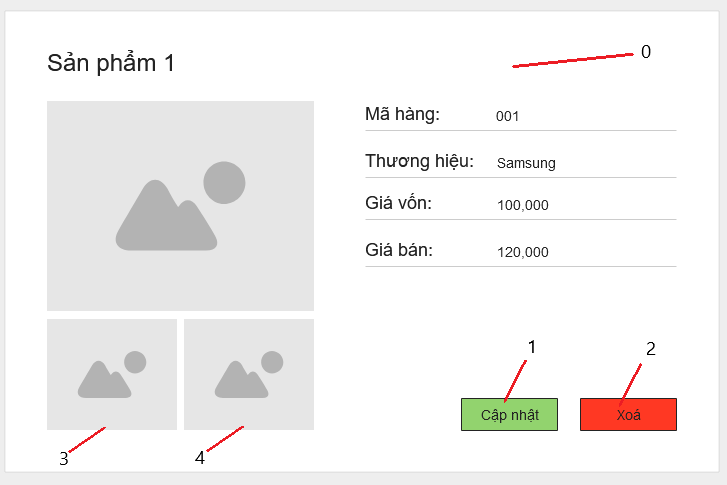 0
Sản phẩm 1
Mã hàng: 001
Thương hiệu: Samsung
Giá vốn: 100,000
Giá bán: 120,000
1
2
Cập nhật
Xoá
3
4